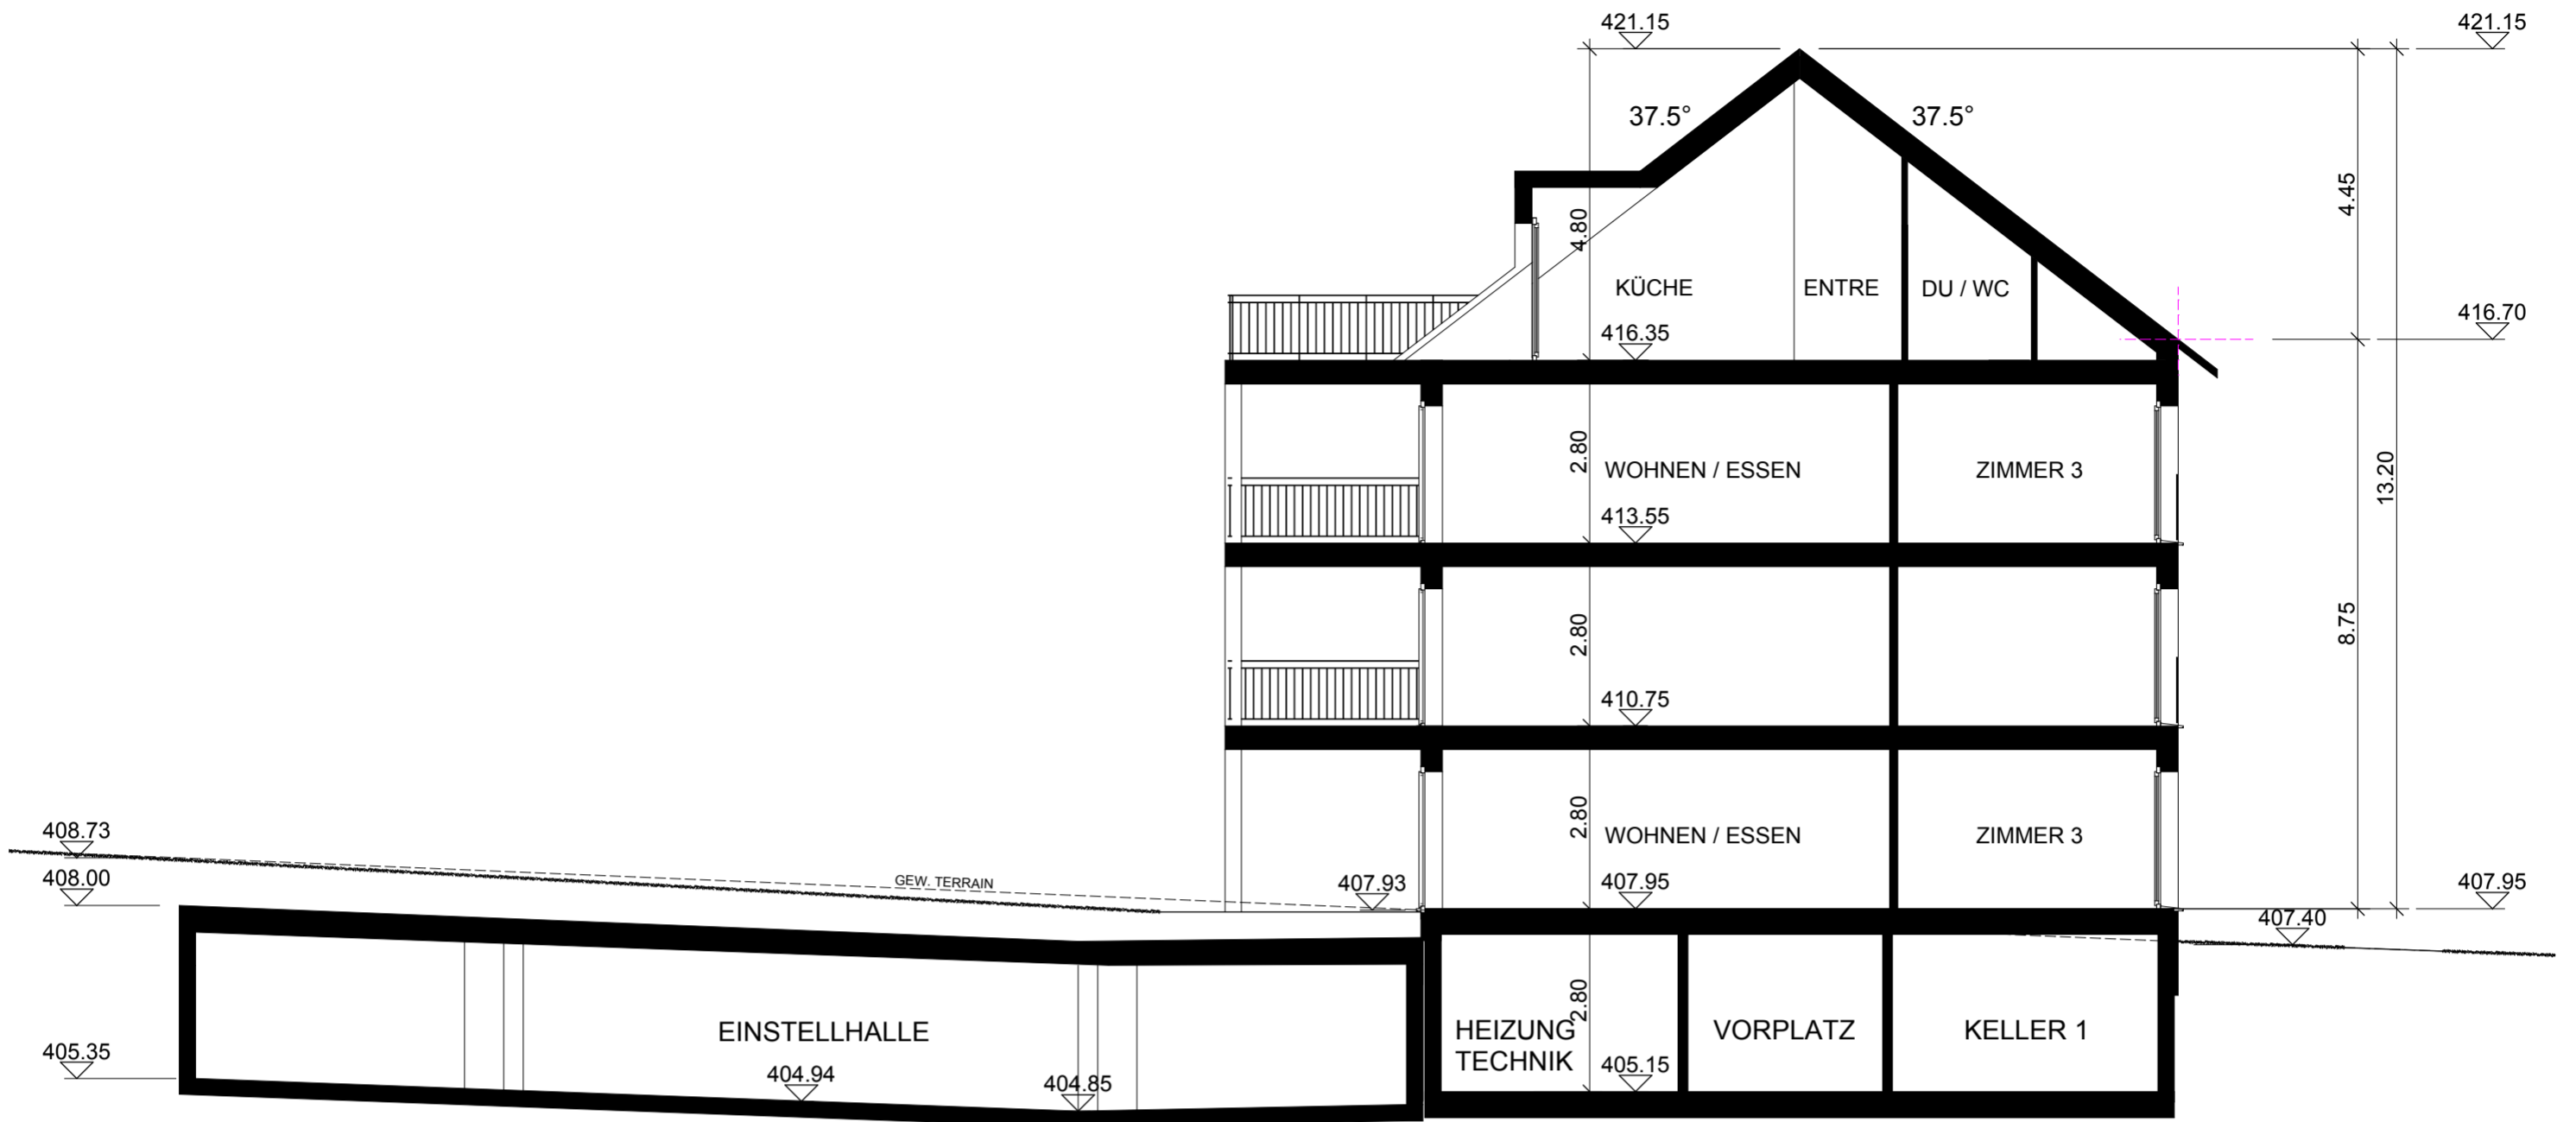 421.15
421.15
37.5°
37.5°
4.45
4.80
KÜCHE
ENTRE
DU / WC
416.70
416.35
2.80
WOHNEN / ESSEN
ZIMMER 3
13.20
413.55
2.80
8.75
410.75
2.80
WOHNEN / ESSEN
ZIMMER 3
408.73
408.00
GEW. TERRAIN
407.93
407.95
407.95
407.40
2.80
EINSTELLHALLE
HEIZUNG
TECHNIK
VORPLATZ
KELLER 1
405.35
404.94
404.85
405.15